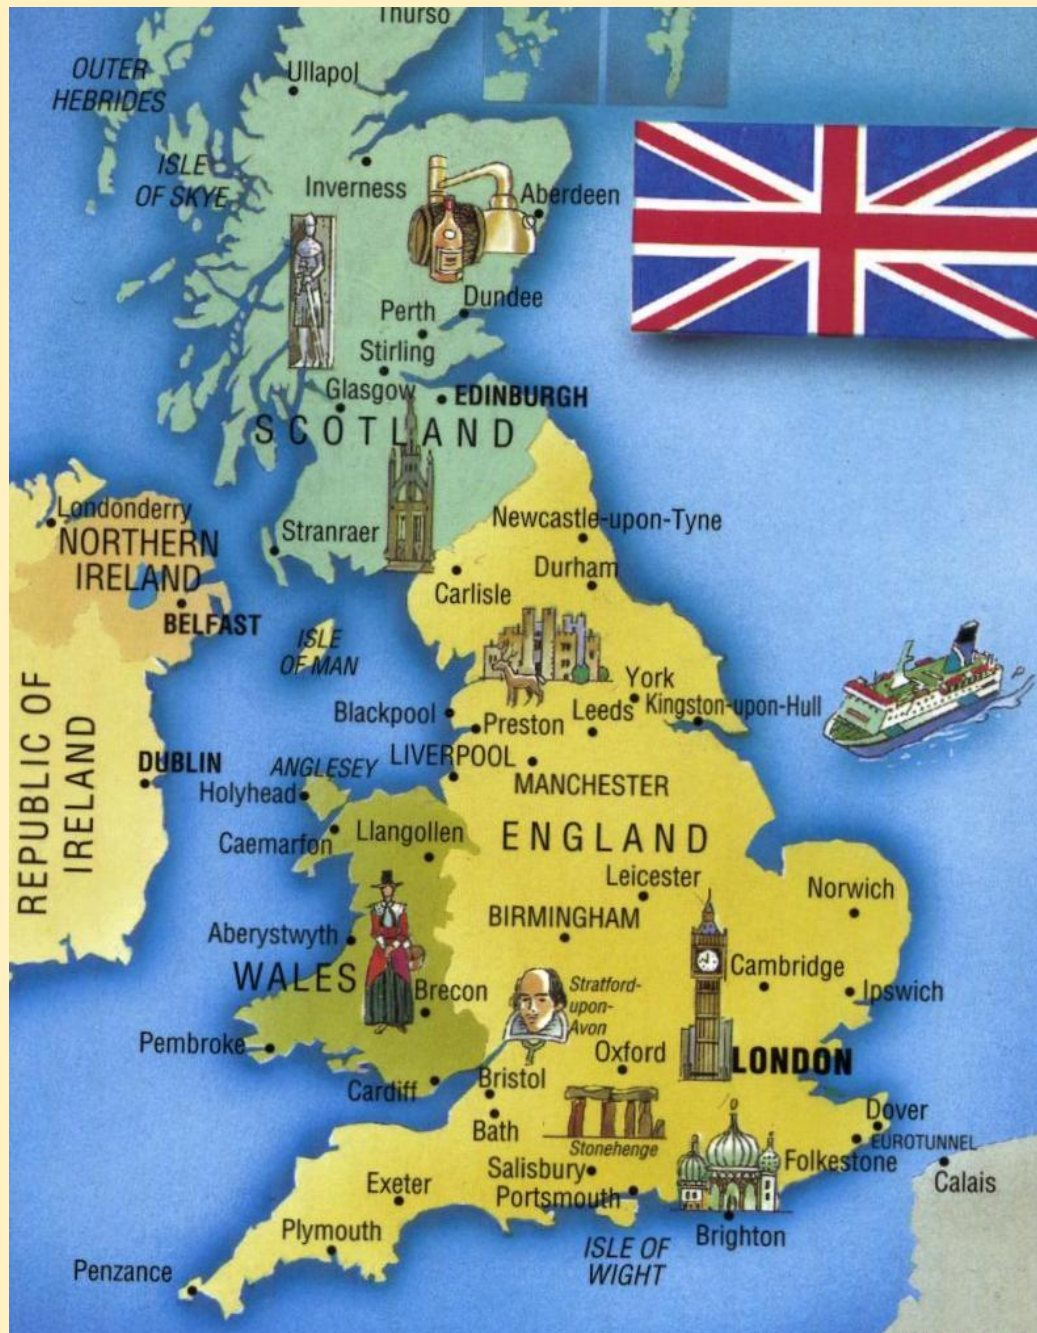 Thurso
OUTER
HEBRIDES
Ullapol
ISLE
OF SKYE
Inverness
Aberdeen
Dundee
Perth
Stirling
Glasgow
EDINBURGH
SCOTLAND
Londonderry
NORTHERN
IRELAND
BELFAST
Stranraer
Newcastle-upon-Tyne
Durham
Carlisle
ISLE
OF MAN
York
Kingston-upon-Hull
Leeds
Blackpool
Preston
LIVERPOOL
MANCHESTER
REPUBLIC OF
IRELAND
DUBLIN
ANGLESEY
Holyhead
Caemarfon
Llangollen
ENGLAND
Leicester
Norwich
BIRMINGHAM
Aberystwyth
WALES
Brecon
Stratford-
upon-
Avon
Cambridge
Ipswich
Pembroke
Oxford
LONDON
Cardiff
Bristol
Bath
Stonehenge
Dover
EUROTUNNEL
Folkestone
Calais
Salisbury
Portsmouth
Exeter
Brighton
Plymouth
ISLE OF
WIGHT
Penzance